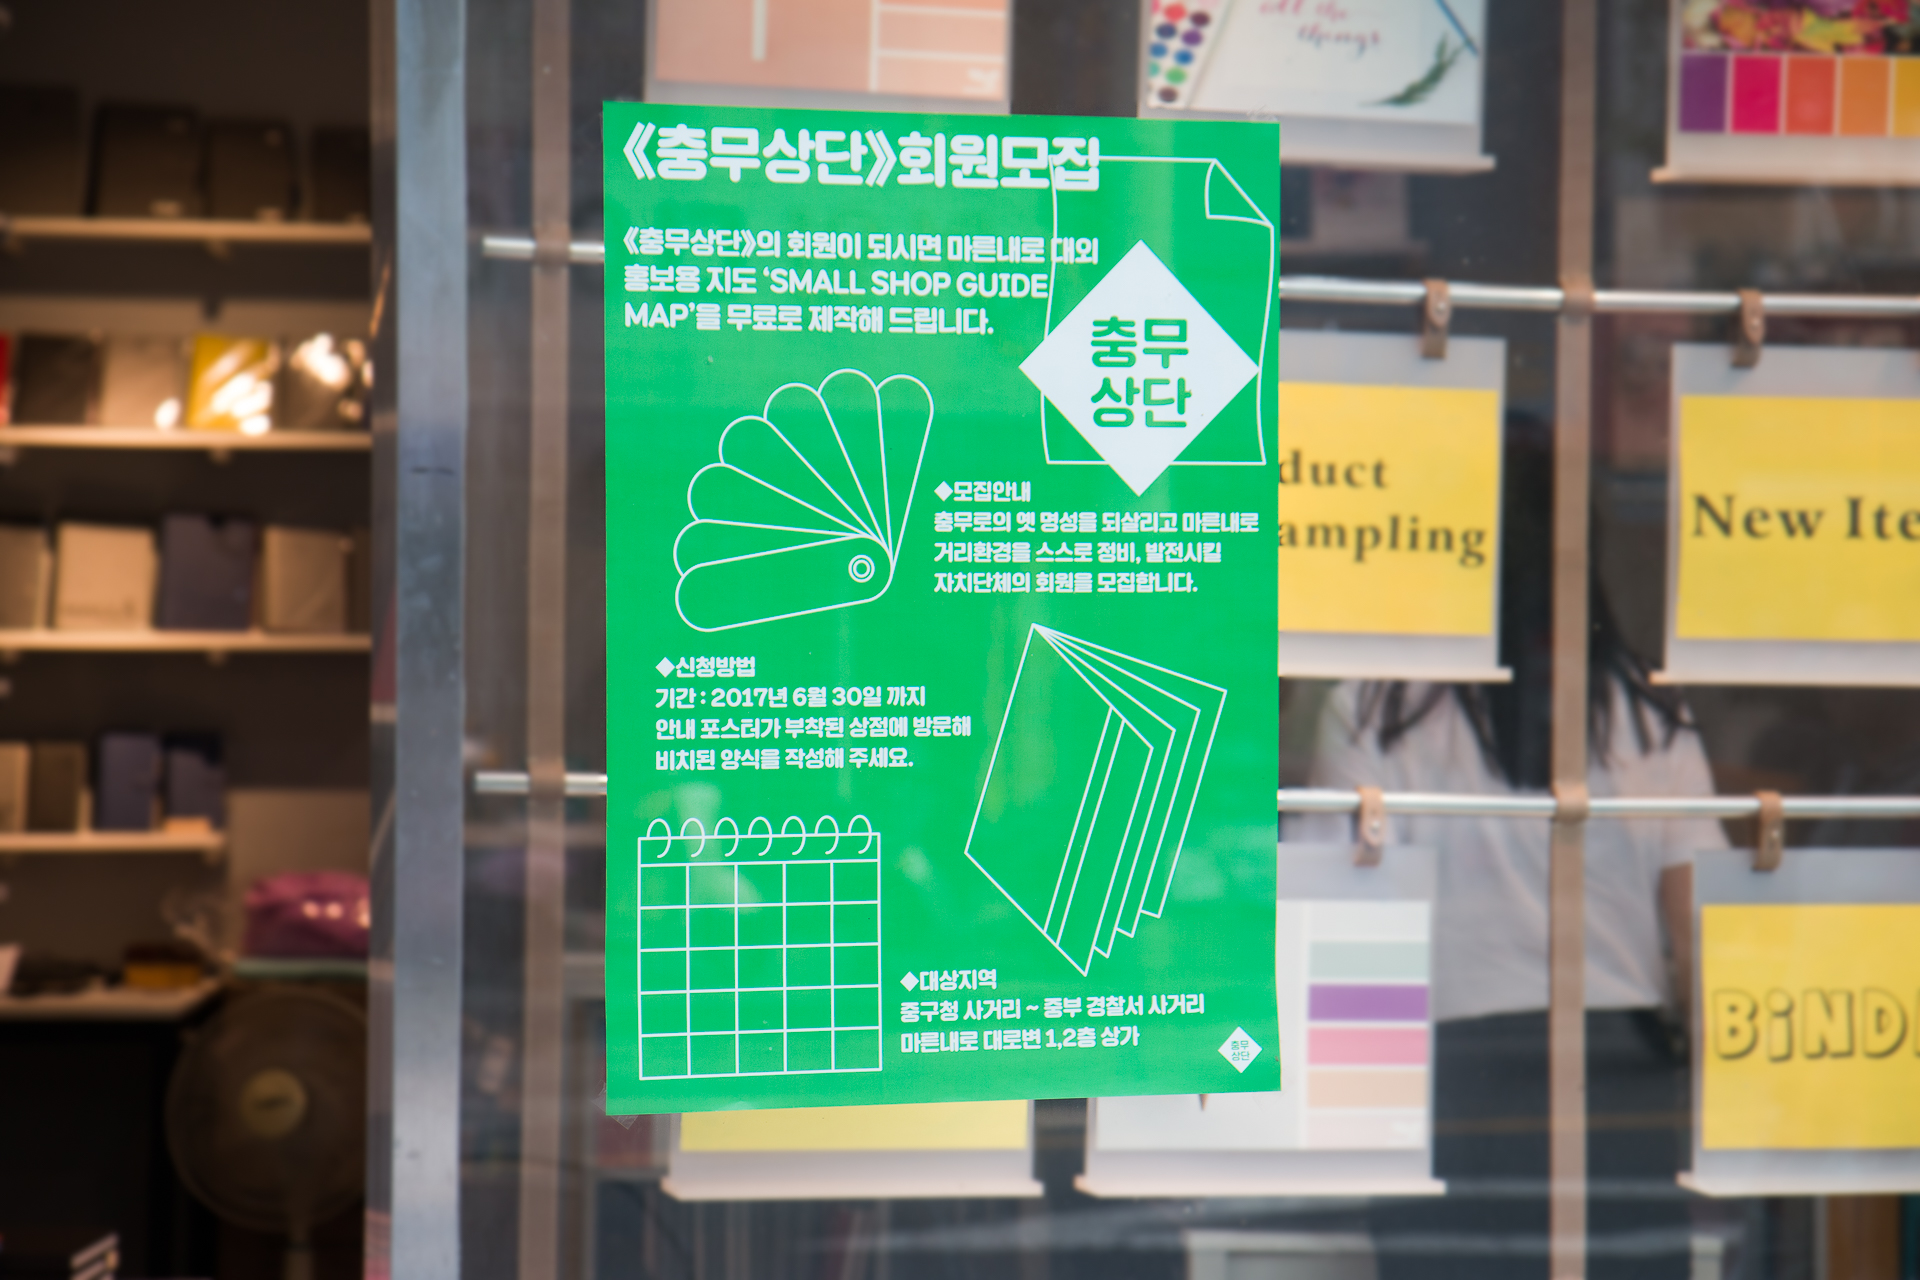 all the
things
《충무상단》회원모집
《충무상단》의 회원이 되시면 마른내로 대외
홍보용 지도 ‘SMALL SHOP GUIDE
MAP’을 무료로 제작해 드립니다.
충무
상단
◆모집안내
충무로의 옛 명성을 되살리고 마른내로
거리환경을 스스로 정비, 발전시킬
자치단체의 회원을 모집합니다.
◆신청방법
기간 : 2017년 6월 30일 까지
안내 포스터가 부착된 상점에 방문해
비치된 양식을 작성해 주세요.
◆대상지역
중구청 사거리 ~ 중부 경찰서 사거리
마른내로 대로변 1,2층 상가
충무
상단
duct
ampling
New Ite
BiND